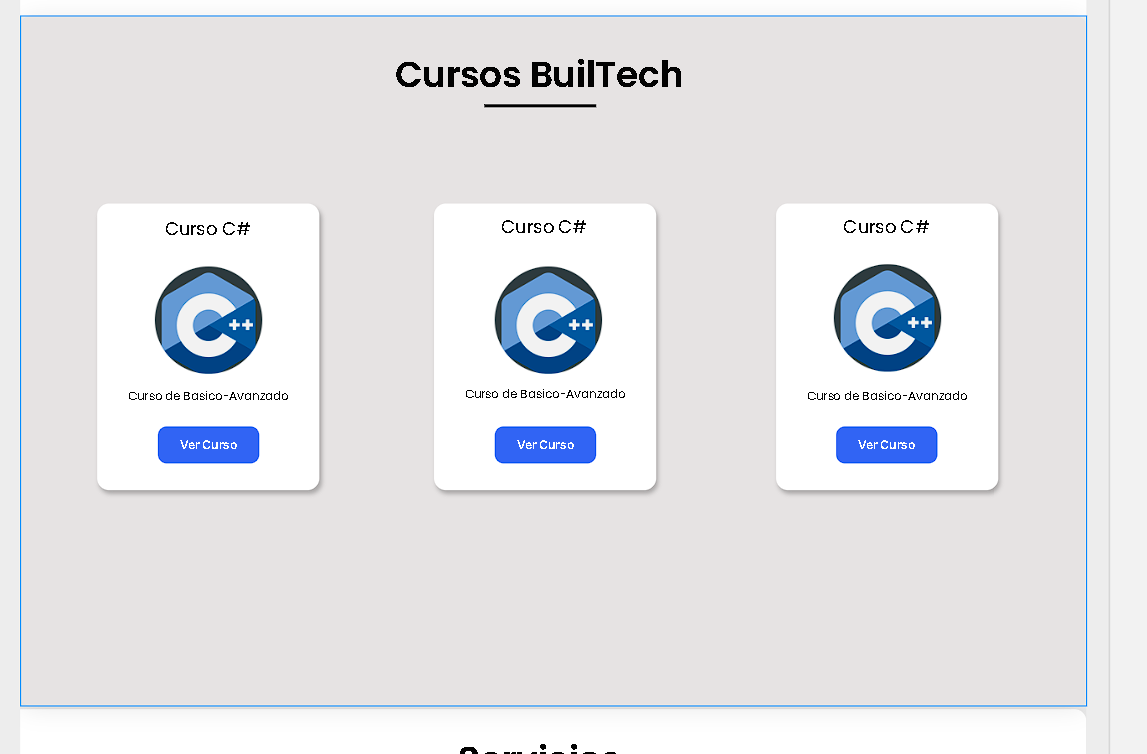 Cursos BuilTech
Curso C#
Curso C#
Curso C#
C ++
C ++
C ++
Curso de Basico-Avanzado
Curso de Basico-Avanzado
Curso de Basico-Avanzado
Ver Curso
Ver Curso
Ver Curso
Servicios